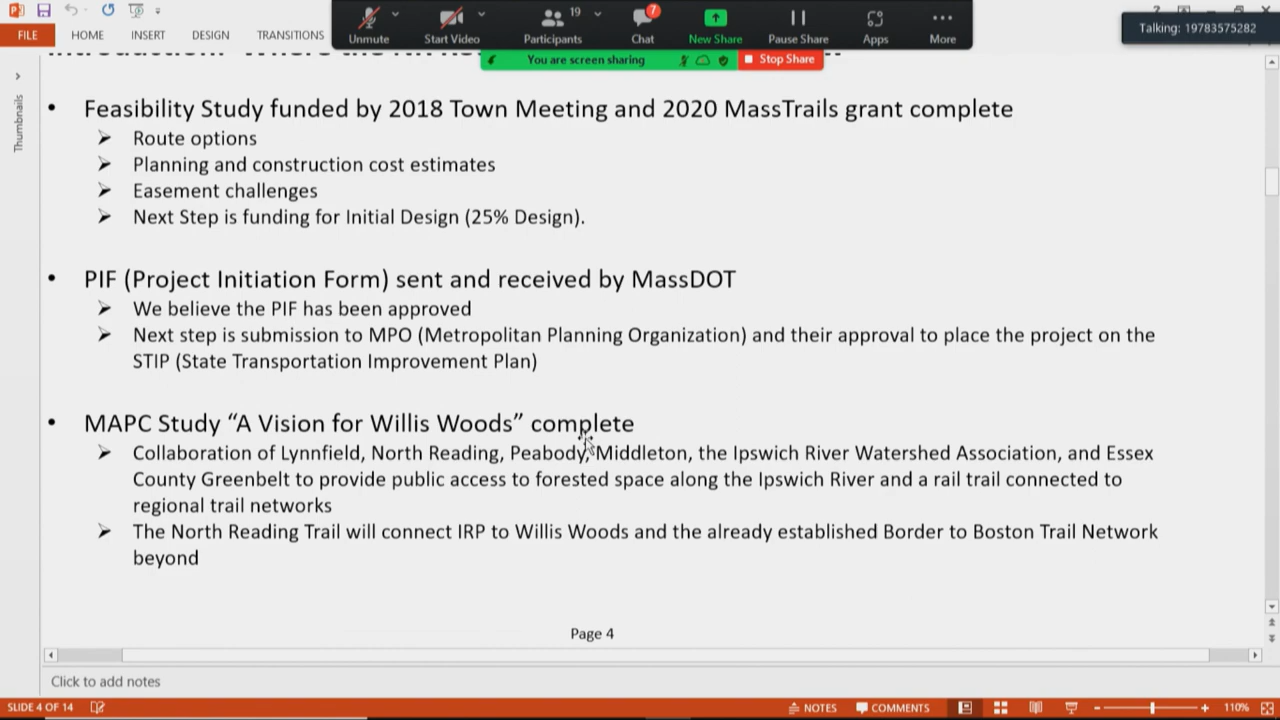 FILE HOME INSERT DESIGN TRANSITIONS
Unmute Start Video 19 Participants 7 Chat New Share Pause Share Apps More
Talking: 19783575282
You are screen sharing Stop Share
Thumbnails
• Feasibility Study funded by 2018 Town Meeting and 2020 MassTrails grant complete
➢ Route options
➢ Planning and construction cost estimates
➢ Easement challenges
➢ Next Step is funding for Initial Design (25% Design).
• PIF (Project Initiation Form) sent and received by MassDOT
➢ We believe the PIF has been approved
➢ Next step is submission to MPO (Metropolitan Planning Organization) and their approval to place the project on the
STIP (State Transportation Improvement Plan)
• MAPC Study “A Vision for Willis Woods” complete
➢ Collaboration of Lynnfield, North Reading, Peabody, Middleton, the Ipswich River Watershed Association, and Essex
County Greenbelt to provide public access to forested space along the Ipswich River and a rail trail connected to
regional trail networks
➢ The North Reading Trail will connect IRP to Willis Woods and the already established Border to Boston Trail Network
beyond
Page 4
Click to add notes
SLIDE 4 OF 14 NOTES COMMENTS 110%